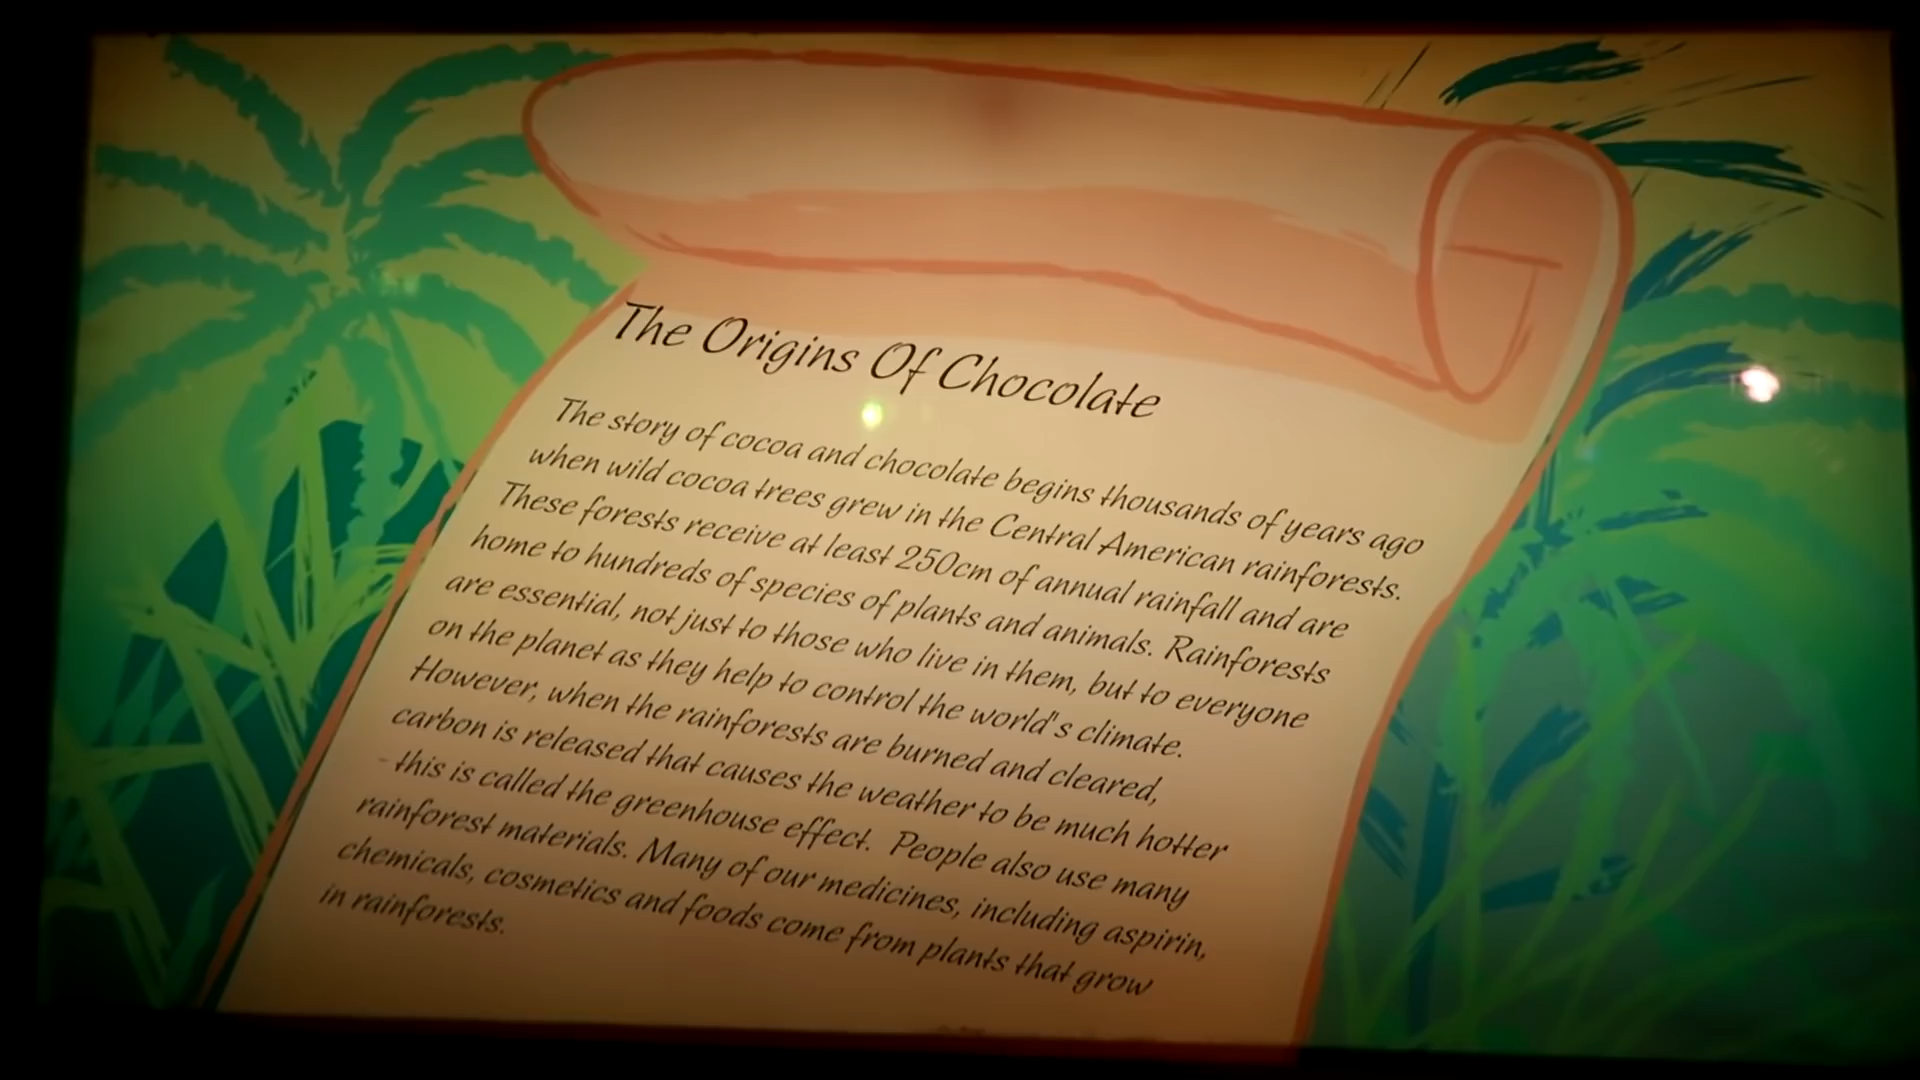 The Origins Of Chocolate
The story of cocoa and chocolate begins thousands of years ago
when wild cocoa trees grew in the Central American rainforests.
These forests receive at least 250cm of annual rainfall and are
home to hundreds of species of plants and animals. Rainforests
are essential, not just to those who live in them, but to everyone
on the planet as they help to control the world's climate.
However, when the rainforests are burned and cleared,
carbon is released that causes the weather to be much hotter
- this is called the greenhouse effect. People also use many
rainforest materials. Many of our medicines, including aspirin,
chemicals, cosmetics and foods come from plants that grow
in rainforests.